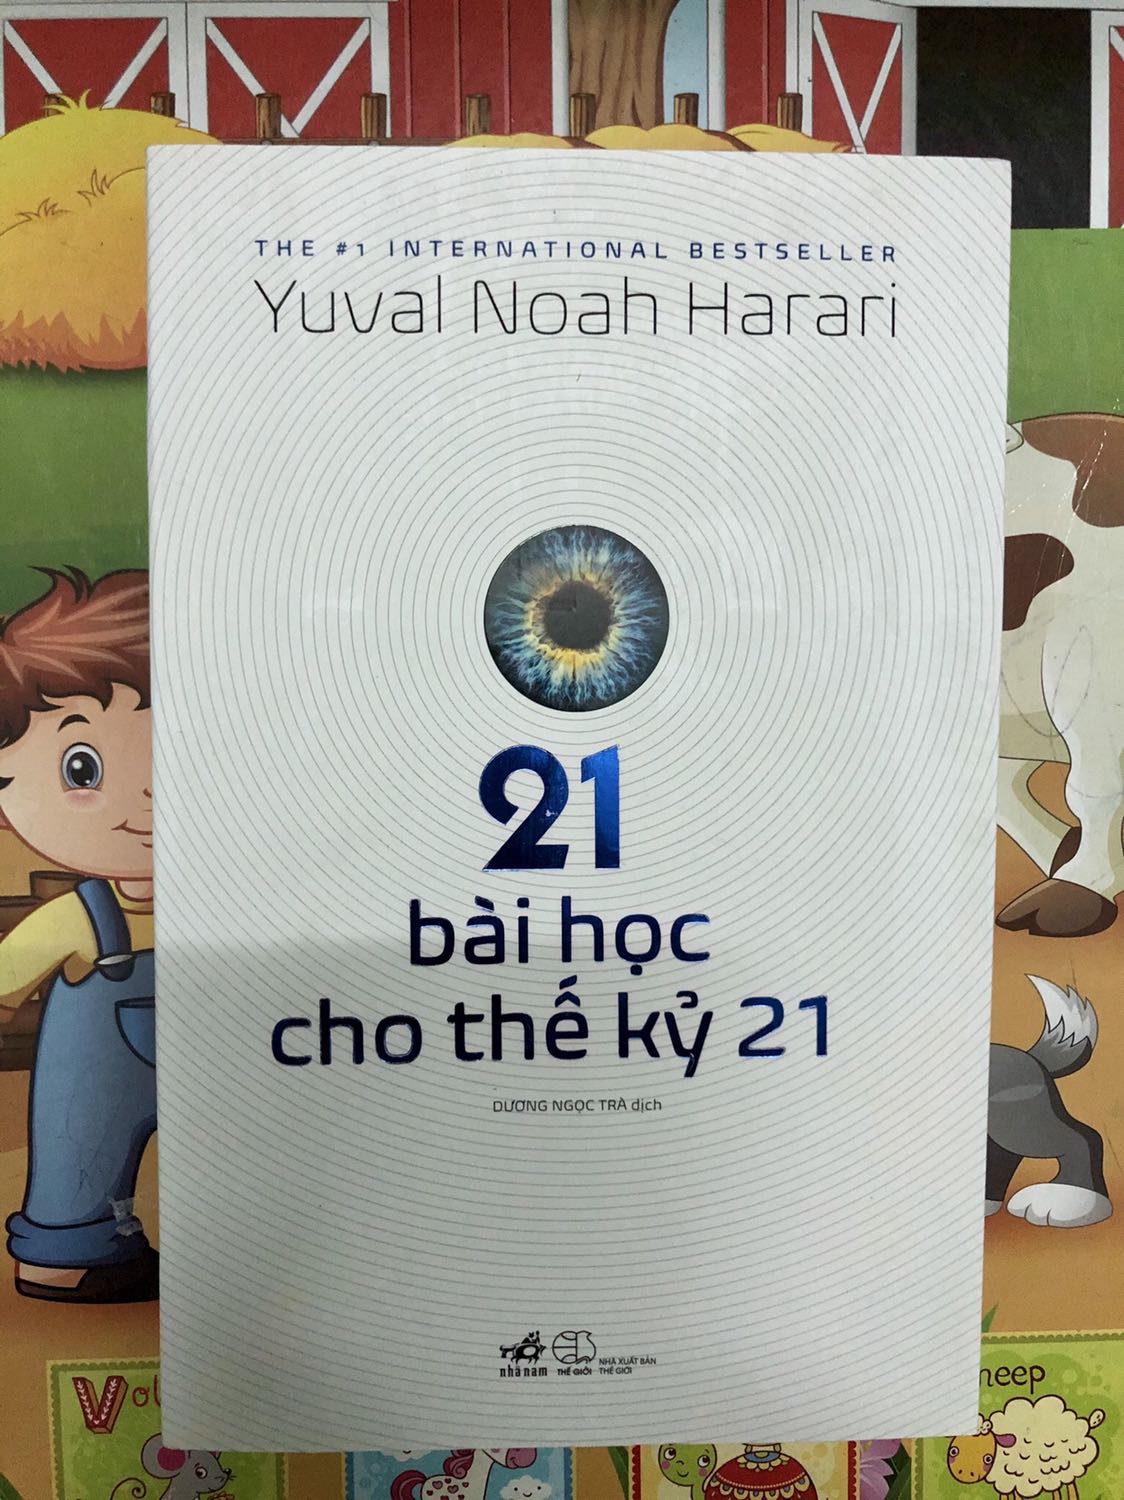 THE #1 INTERNATIONAL BESTSELLER
Yuval Noah Harari
21
bài học
cho thế kỷ 21
DƯƠNG NGỌC TRÀ dịch
nhã nam
THẾ GIỚI
NHÀ XUẤT BẢN
THẾ GIỚI
Vol
heep